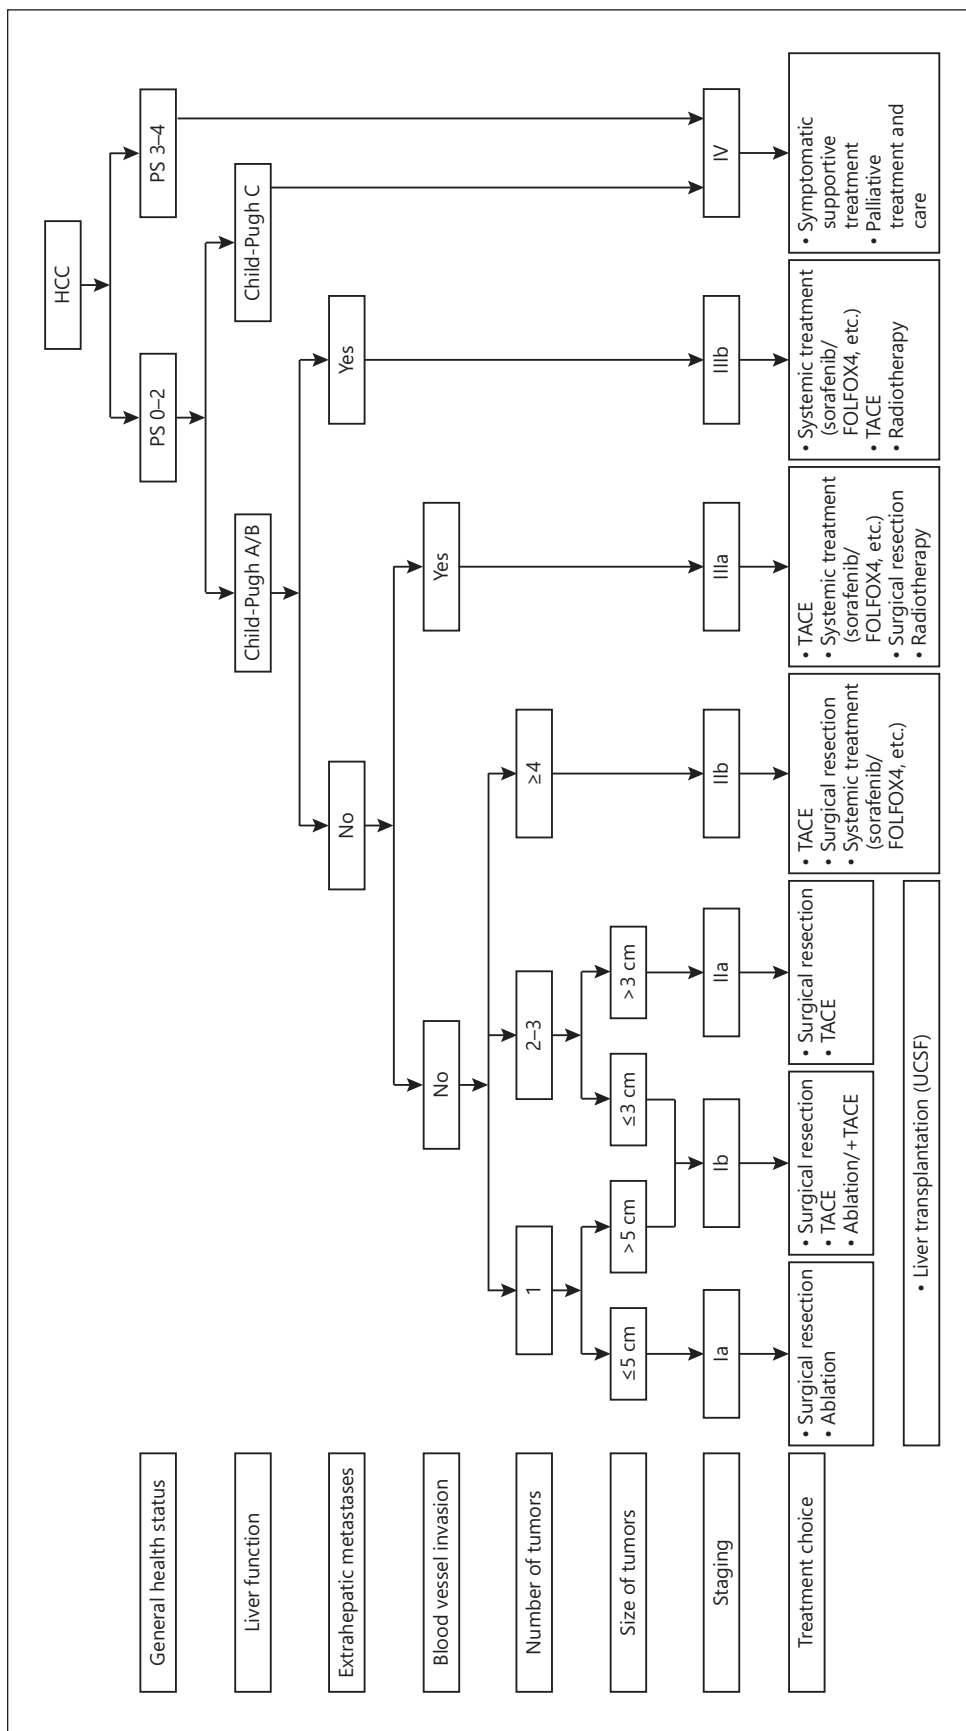 HCC
General health status
PS 0–2
PS 3–4
Liver function
Child-Pugh A/B
Child-Pugh C
Extrahepatic metastases
No
Yes
Blood vessel invasion
No
Yes
Number of tumors
1
2–3
≥4
Size of tumors
≤5 cm
>5 cm
≤3 cm
>3 cm
Staging
Ia
Ib
IIa
IIb
IIIa
IIIb
IV
Treatment choice
• Surgical resection
• Ablation
• Surgical resection
• TACE
• Ablation/+TACE
• Surgical resection
• TACE
• TACE
• Surgical resection
• Systemic treatment
(sorafenib/
FOLFOX4, etc.)
• TACE
• Systemic treatment
(sorafenib/
FOLFOX4, etc.)
• Surgical resection
• Radiotherapy
• Systemic treatment
(sorafenib/
FOLFOX4, etc.)
• TACE
• Radiotherapy
• Symptomatic
supportive
treatment
• Palliative
treatment and
care
• Liver transplantation (UCSF)